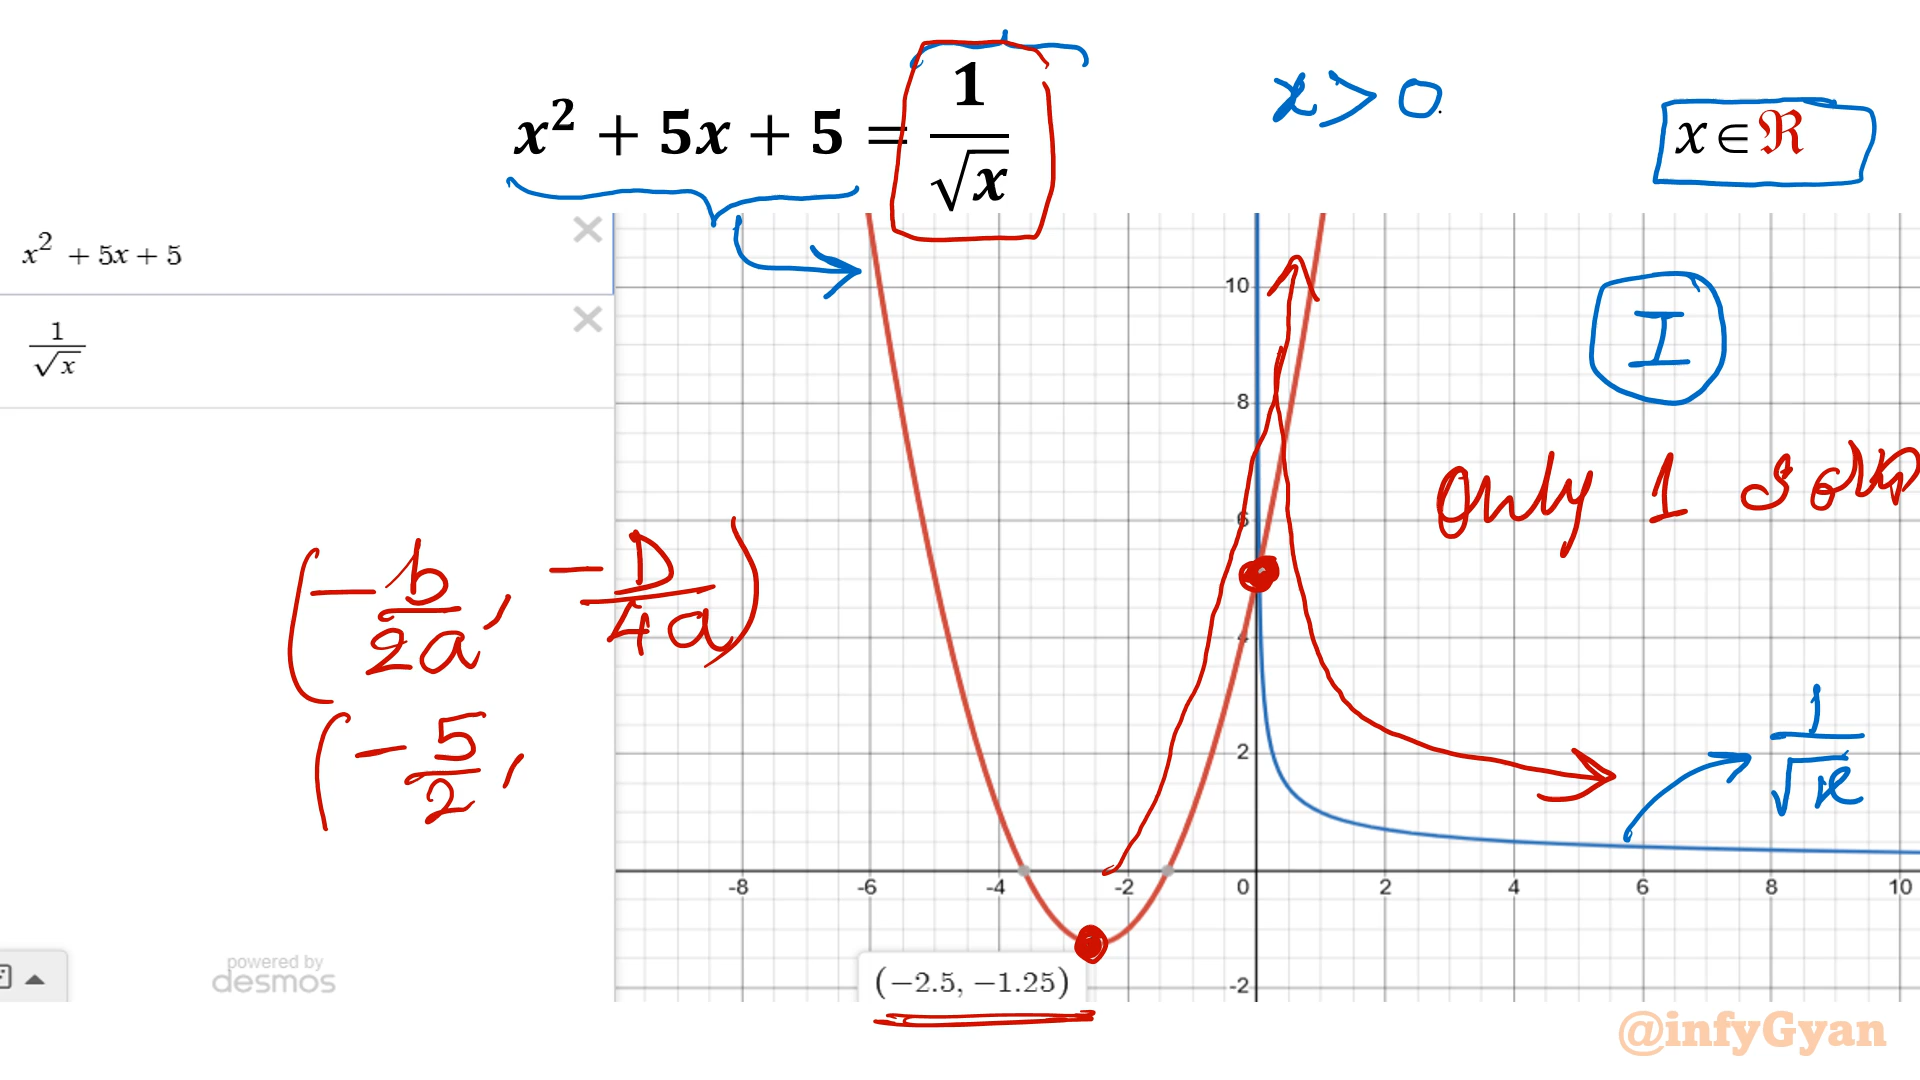 x² + 5x + 5 = 1/√x
x > 0
x ∈ ℜ
x² + 5x + 5
1/√x
10
8
6
4
2
-8 -6 -4 -2 0 2 4 6 8 10
-2
I
Only 1 soln
(-b/2a, -D/4a)
(-5/2,
1/√x
(−2.5, −1.25)
powered by
desmos
@infyGyan